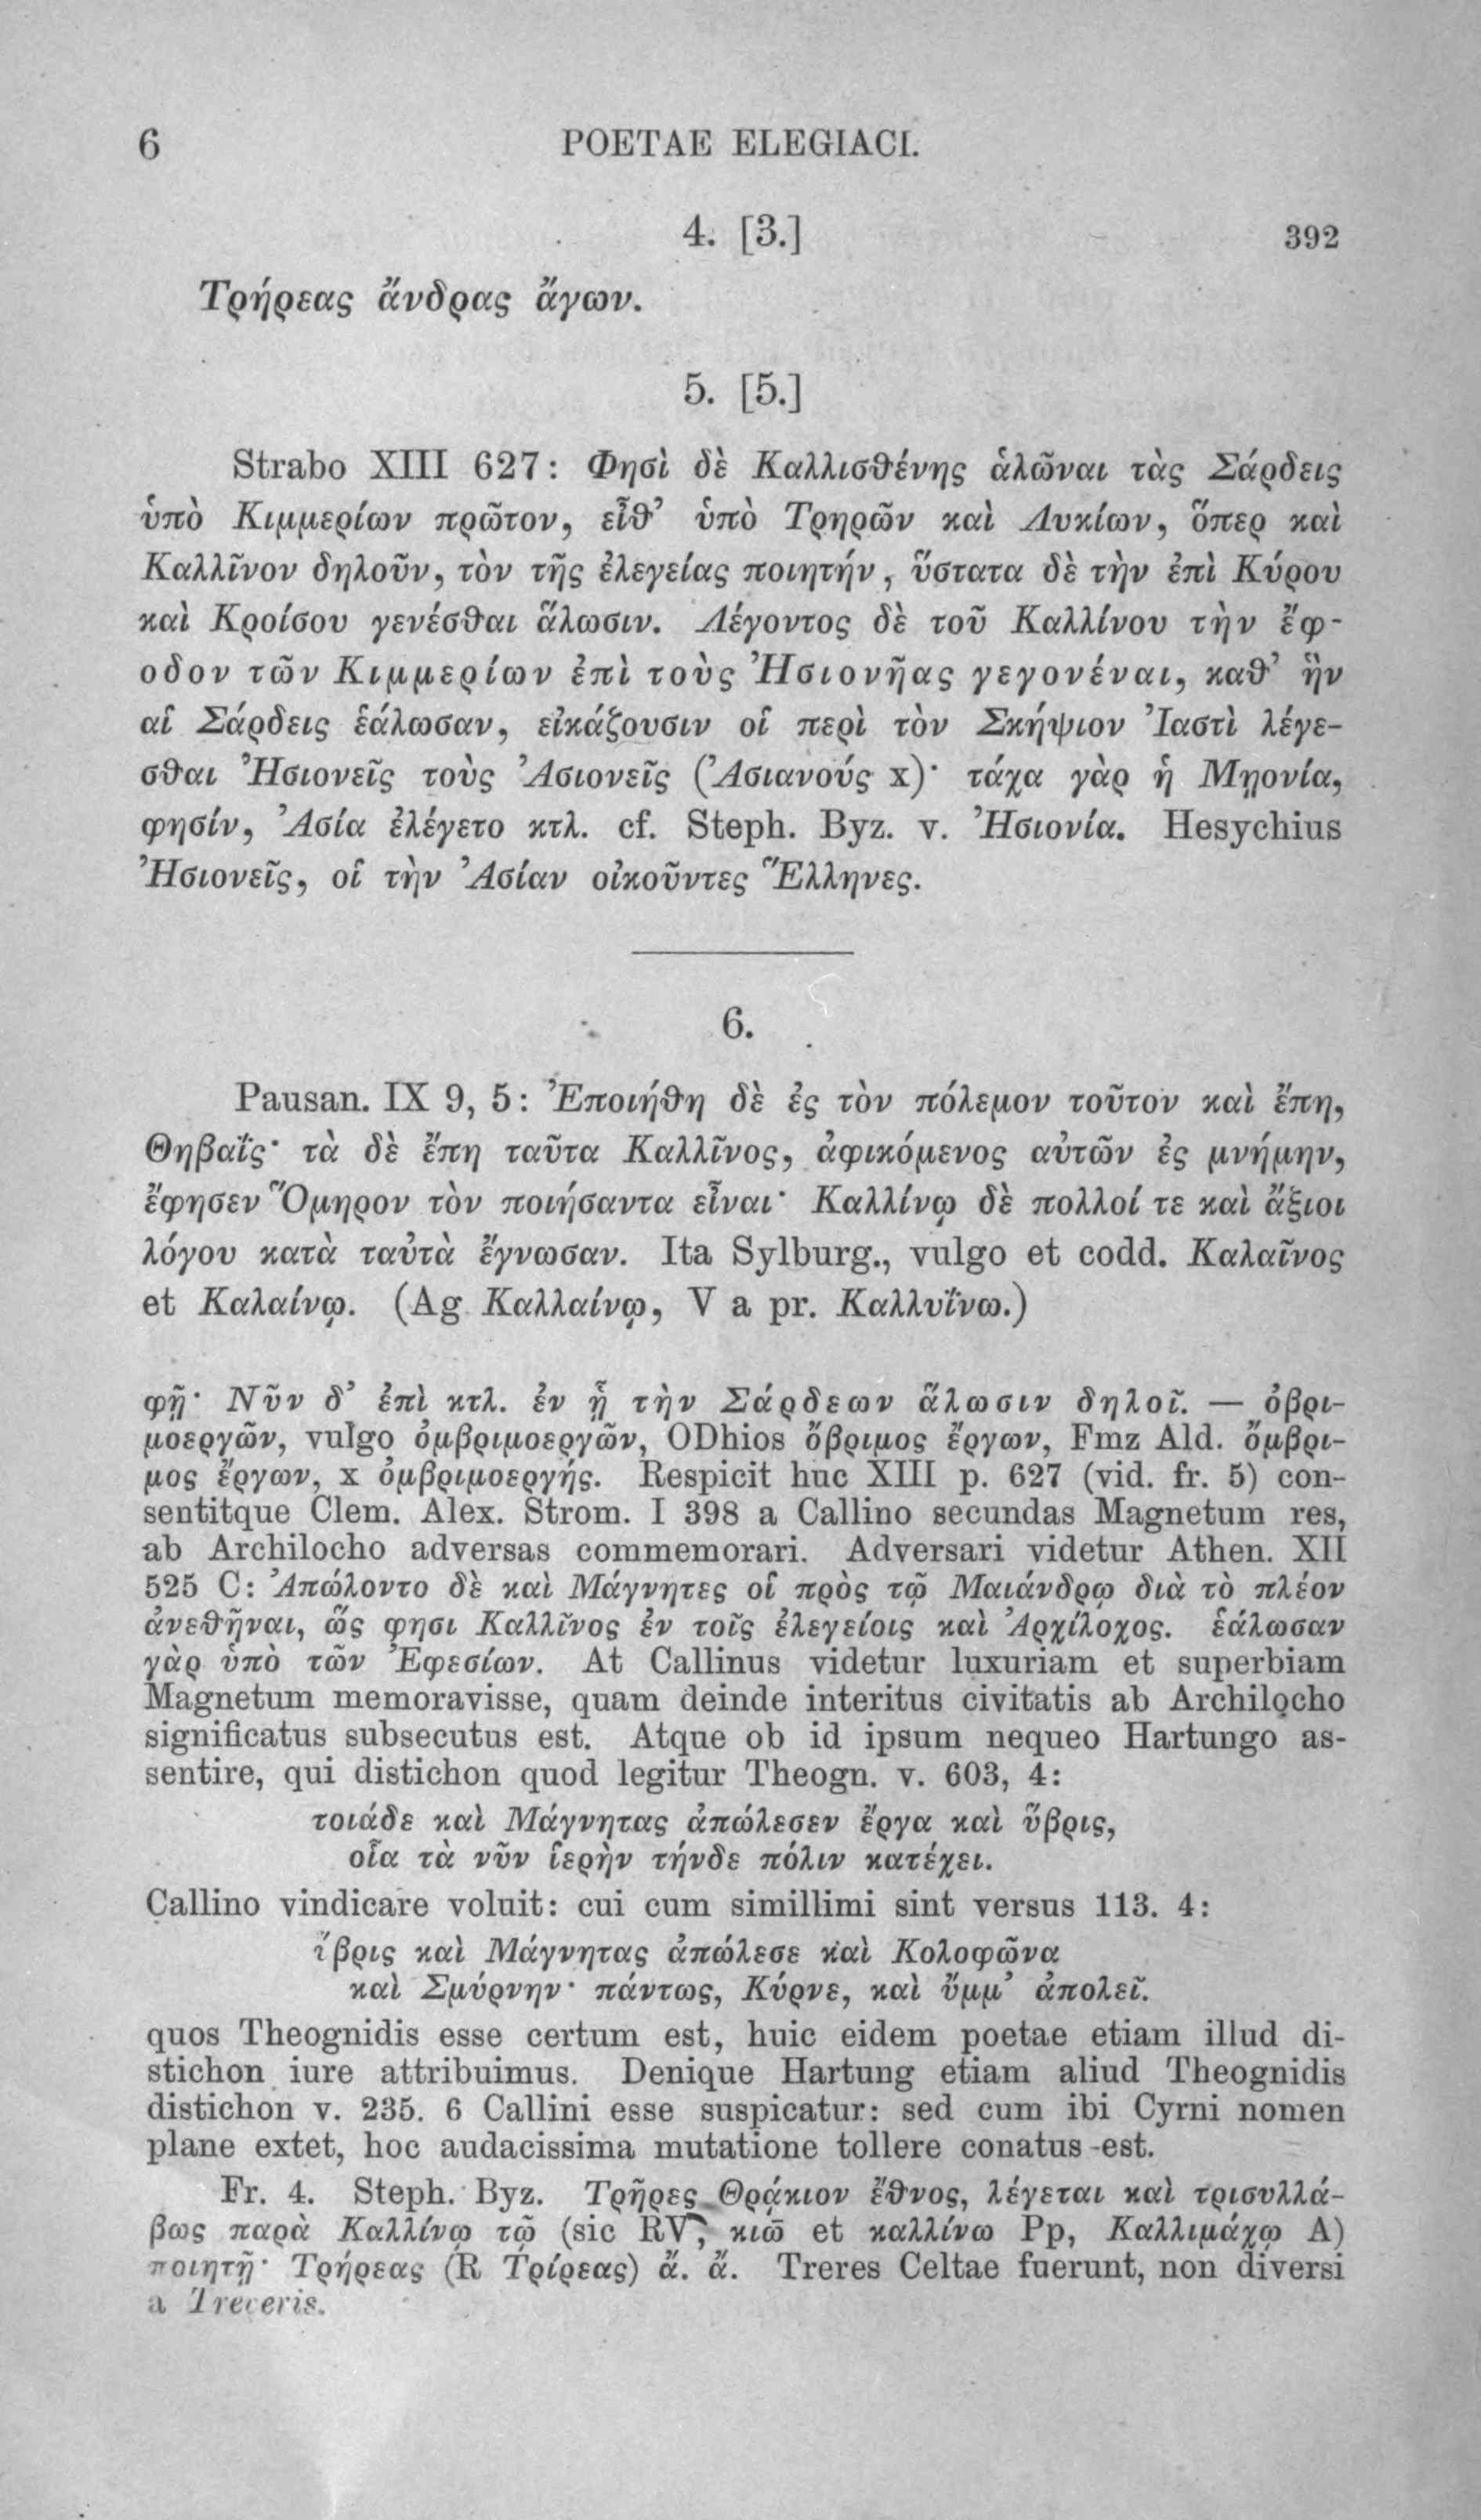 6 POETAE ELEGIACI.
4. [3.] 392
Τρήρεας ἄνδρας ἄγων.
5. [5.]
Strabo XIII 627: Φησὶ δὲ Καλλισθένης ἁλῶναι τὰς Σάρδεις
ὑπὸ Κιμμερίων πρῶτον, εἶθ’ ὑπὸ Τρηρῶν καὶ Λυκίων, ὅπερ καὶ
Καλλῖνον δηλοῦν, τὸν τῆς ἐλεγείας ποιητήν, ὕστατα δὲ τὴν ἐπὶ Κύρου
καὶ Κροίσου γενέσθαι ἅλωσιν. Λέγοντος δὲ τοῦ Καλλίνου τὴν ἔφ-
οδον τῶν Κιμμερίων ἐπὶ τοὺς Ἠσιονῆας γεγονέναι, καθ’ ἣν
αἱ Σάρδεις ἑάλωσαν, εἰκάζουσιν οἱ περὶ τὸν Σκήψιον Ἰαστὶ λέγε-
σθαι Ἠσιονεῖς τοὺς Ἀσιονεῖς (Ἀσιανούς x)· τάχα γὰρ ἡ Μῃονία,
φησίν, Ἀσία ἐλέγετο κτλ. cf. Steph. Byz. v. Ἠσιονία. Hesychius
Ἠσιονεῖς, οἱ τὴν Ἀσίαν οἰκοῦντες Ἕλληνες.
6.
Pausan. IX 9, 5: Ἐποιήθη δὲ ἐς τὸν πόλεμον τοῦτον καὶ ἔπη,
Θηβαΐς· τὰ δὲ ἔπη ταῦτα Καλλῖνος, ἀφικόμενος αὐτῶν ἐς μνήμην,
ἔφησεν Ὅμηρον τὸν ποιήσαντα εἶναι· Καλλίνῳ δὲ πολλοί τε καὶ ἄξιοι
λόγου κατὰ ταὐτὰ ἔγνωσαν. Ita Sylburg., vulgo et codd. Καλαῖνος
et Καλαίνῳ. (Ag Καλλαίνῳ, V a pr. Καλλυΐνω.)
φῇ· Νῦν δ’ ἐπὶ κτλ. ἐν ᾗ τὴν Σάρδεων ἅλωσιν δηλοῖ. — ὀβρι-
μοεργῶν, vulgo ὀμβριμοεργῶν, ODhios ὄβριμος ἔργων, Fmz Ald. ὄμβρι-
μος ἔργων, x ὀμβριμοεργής. Respicit huc XIII p. 627 (vid. fr. 5) con-
sentitque Clem. Alex. Strom. I 398 a Callino secundas Magnetum res,
ab Archilocho adversas commemorari. Adversari videtur Athen. XII
525 C: Ἀπώλοντο δὲ καὶ Μάγνητες οἱ πρὸς τῷ Μαιάνδρῳ διὰ τὸ πλέον
ἀνεθῆναι, ὥς φησι Καλλῖνος ἐν τοῖς ἐλεγείοις καὶ Ἀρχίλοχος. ἑάλωσαν
γὰρ ὑπὸ τῶν Ἐφεσίων. At Callinus videtur luxuriam et superbiam
Magnetum memoravisse, quam deinde interitus civitatis ab Archilocho
significatus subsecutus est. Atque ob id ipsum nequeo Hartungo as-
sentire, qui distichon quod legitur Theogn. v. 603, 4:
τοιάδε καὶ Μάγνητας ἀπώλεσεν ἔργα καὶ ὕβρις,
οἷα τὰ νῦν ἱερὴν τήνδε πόλιν κατέχει.
Callino vindicare voluit: cui cum simillimi sint versus 113. 4:
ὕβρις καὶ Μάγνητας ἀπώλεσε καὶ Κολοφῶνα
καὶ Σμύρνην· πάντως, Κύρνε, καὶ ὔμμ’ ἀπολεῖ.
quos Theognidis esse certum est, huic eidem poetae etiam illud di-
stichon iure attribuimus. Denique Hartung etiam aliud Theognidis
distichon v. 235. 6 Callini esse suspicatur: sed cum ibi Cyrni nomen
plane extet, hoc audacissima mutatione tollere conatus est.
Fr. 4. Steph. Byz. Τρῆρες Θρᾴκιον ἔθνος, λέγεται καὶ τρισυλλά-
βως παρὰ Καλλίνῳ τῷ (sic RV, κιῶ et καλλίνω Pp, Καλλιμάχῳ A)
ποιητῇ· Τρήρεας (R Τρίρεας) ἄ. ἄ. Treres Celtae fuerunt, non diversi
a Treveris.